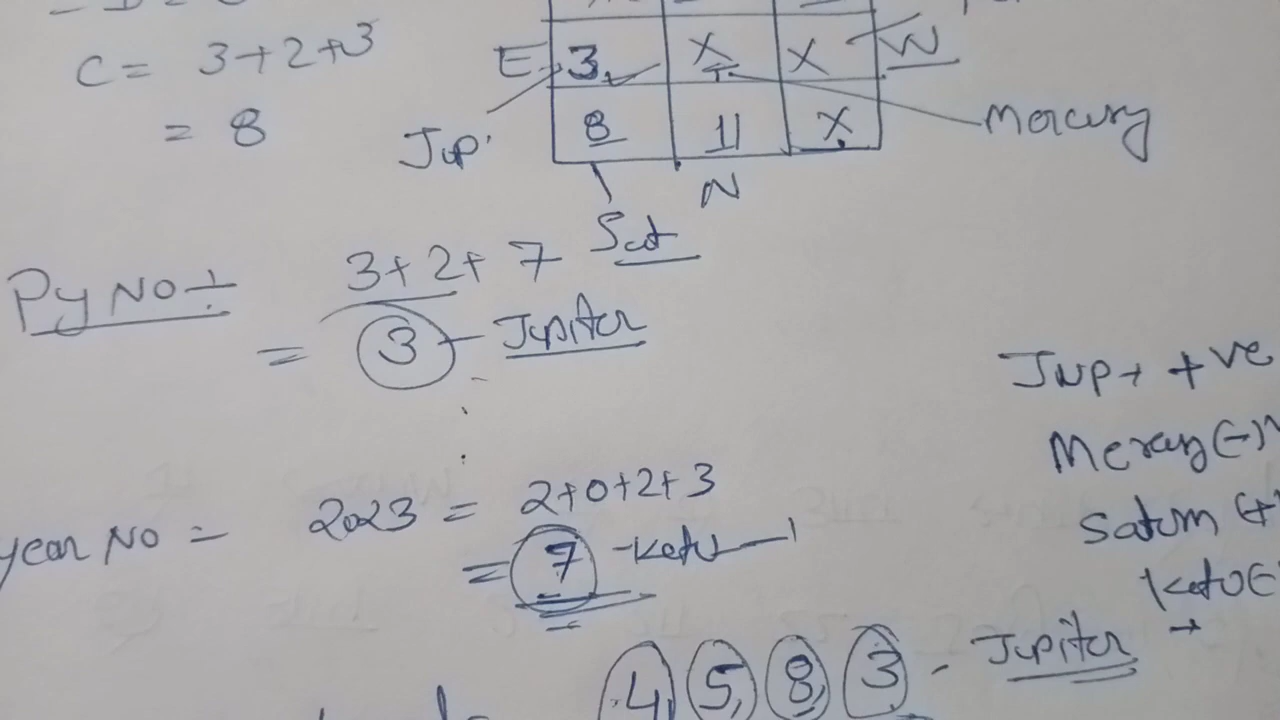 C = 3+2+3
= 8
E 3 X X W
Jup' 8 11 X Mercury
N
Sat
Py No ÷ 3+2+7
= 3 - Jupiter
Jup → +ve
Mercury (-)
Saturn (+
Ketu (-
year No = 2023 = 2+0+2+3
= 7 - Ketu - 1
4, 5, 8, 3 - Jupiter →